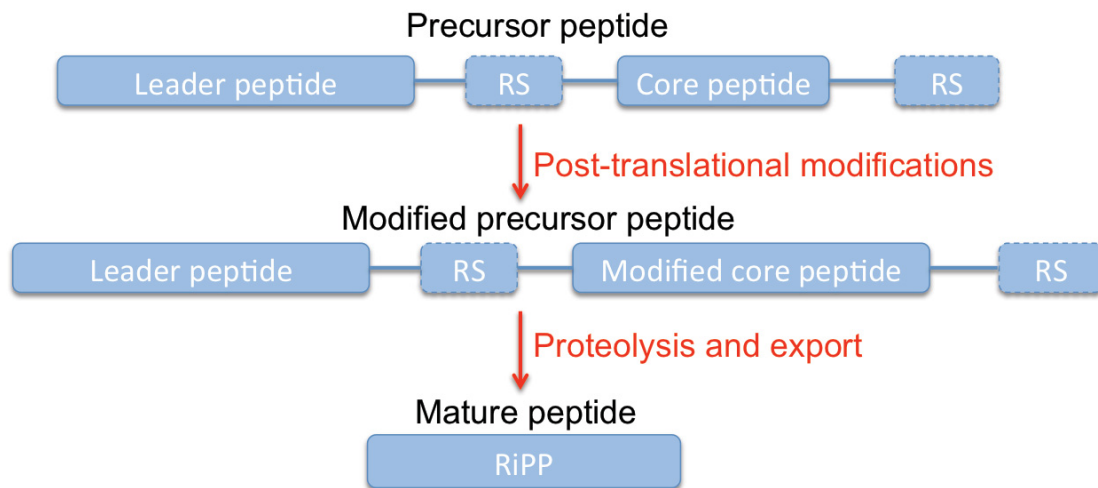 Precursor peptide
Leader peptide RS Core peptide RS
Post-translational modifications
Modified precursor peptide
Leader peptide RS Modified core peptide RS
Proteolysis and export
Mature peptide
RiPP